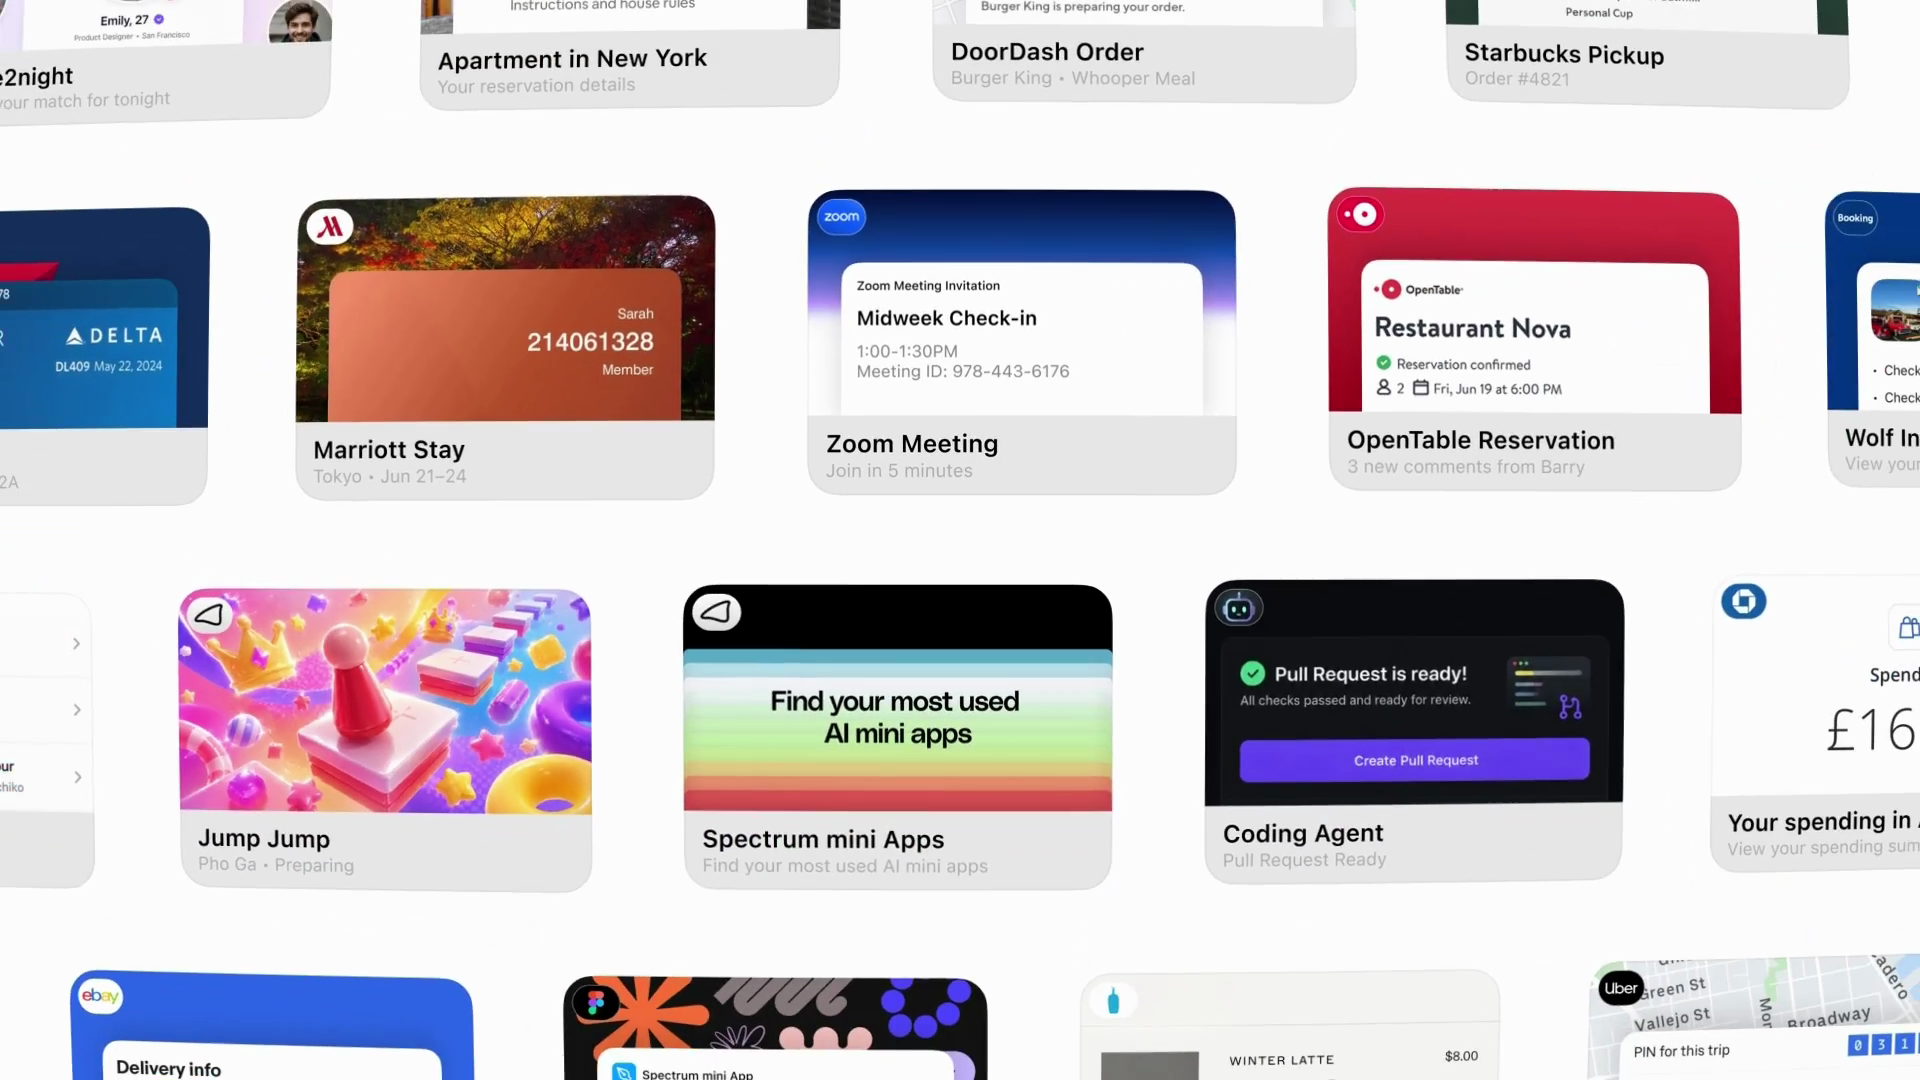 Emily, 27
Product Designer • San Francisco
your match for tonight
Instructions and house rules
Apartment in New York
Your reservation details
Burger King is preparing your order.
DoorDash Order
Burger King • Whooper Meal
Personal Cup
Starbucks Pickup
Order #4821
DELTA
DL409 May 22, 2024
2A
Sarah
214061328
Member
Marriott Stay
Tokyo • Jun 21–24
zoom
Zoom Meeting Invitation
Midweek Check-in
1:00-1:30PM
Meeting ID: 978-443-6176
Zoom Meeting
Join in 5 minutes
OpenTable
Restaurant Nova
Reservation confirmed
2 Fri, Jun 19 at 6:00 PM
OpenTable Reservation
3 new comments from Barry
Booking
• Check
• Check
Wolf In
View your
Jump Jump
Pho Ga • Preparing
Find your most used
AI mini apps
Spectrum mini Apps
Find your most used AI mini apps
Pull Request is ready!
All checks passed and ready for review.
Create Pull Request
Coding Agent
Pull Request Ready
Spend
£16
Your spending in
View your spending sum
ebay
Delivery info
Spectrum mini App
WINTER LATTE
$8.00
Uber
Green St
Vallejo St
Broadway
PIN for this trip
0 3 1